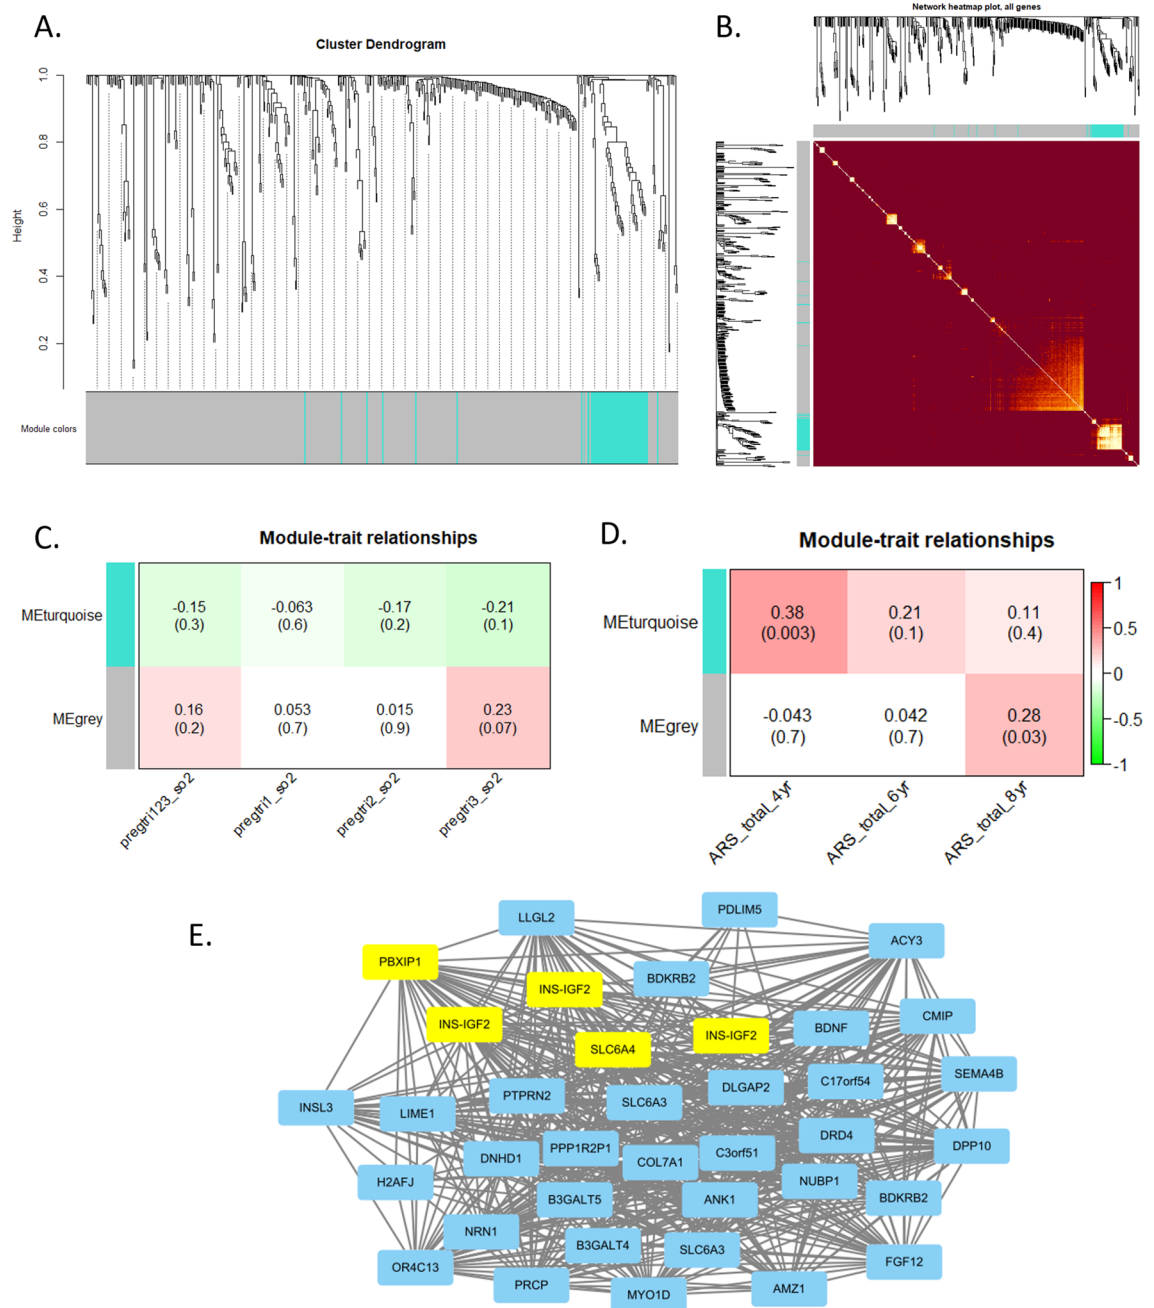 A.
Cluster Dendrogram
Height
1.0
0.8
0.6
0.4
0.2
Module colors
B.
Network heatmap plot, all genes
C.
Module-trait relationships
MEturquoise
-0.15 -0.063 -0.17 -0.21
(0.3) (0.6) (0.2) (0.1)
MEgrey
0.16 0.053 0.015 0.23
(0.2) (0.7) (0.9) (0.07)
pregtri123_so2
pregtri1_so2
pregtri2_so2
pregtri3_so2
D.
Module-trait relationships
MEturquoise
0.38 0.21 0.11
(0.003) (0.1) (0.4)
MEgrey
-0.043 0.042 0.28
(0.7) (0.7) (0.03)
ARS_total_4yr
ARS_total_6yr
ARS_total_8yr
1
0.5
0
-0.5
-1
E.
LLGL2
PDLIM5
ACY3
PBXIP1
BDKRB2
INS-IGF2
CMIP
INS-IGF2
BDNF
INS-IGF2
SLC6A4
SEMA4B
C17orf54
DLGAP2
PTPRN2
SLC6A3
INSL3
LIME1
DRD4
DPP10
PPP1R2P1
C3orf51
DNHD1
COL7A1
H2AFJ
NUBP1
B3GALT5
ANK1
BDKRB2
NRN1
B3GALT4
SLC6A3
FGF12
OR4C13
PRCP
AMZ1
MYO1D